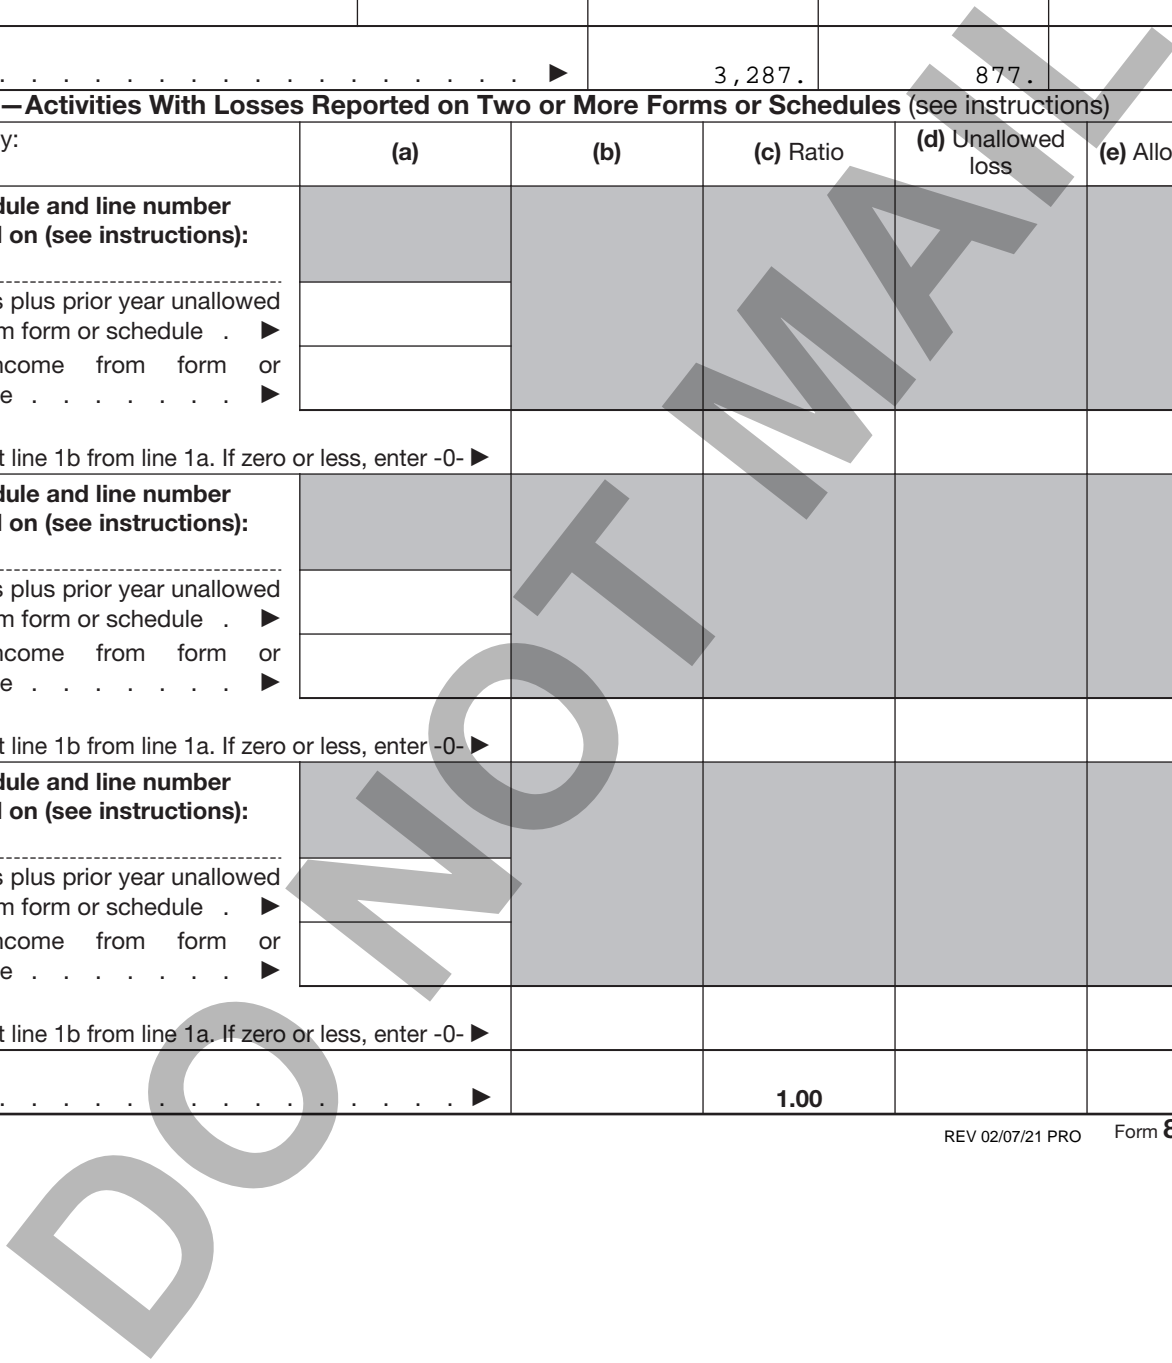 . . . . . . . . . . . . . . . . . . ▶ 3,287. 877.
—Activities With Losses Reported on Two or More Forms or Schedules (see instructions)
y: (a) (b) (c) Ratio (d) Unallowed loss (e) Allo
dule and line number
d on (see instructions):
s plus prior year unallowed
m form or schedule . ▶
ncome from form or
e . . . . . . . ▶
t line 1b from line 1a. If zero or less, enter -0- ▶
dule and line number
d on (see instructions):
s plus prior year unallowed
m form or schedule . ▶
ncome from form or
e . . . . . . . ▶
t line 1b from line 1a. If zero or less, enter -0- ▶
dule and line number
d on (see instructions):
s plus prior year unallowed
m form or schedule . ▶
ncome from form or
e . . . . . . . ▶
t line 1b from line 1a. If zero or less, enter -0- ▶
. . . . . . . . . . . . . . . . ▶ 1.00
REV 02/07/21 PRO Form 8
DO NOT MAIL